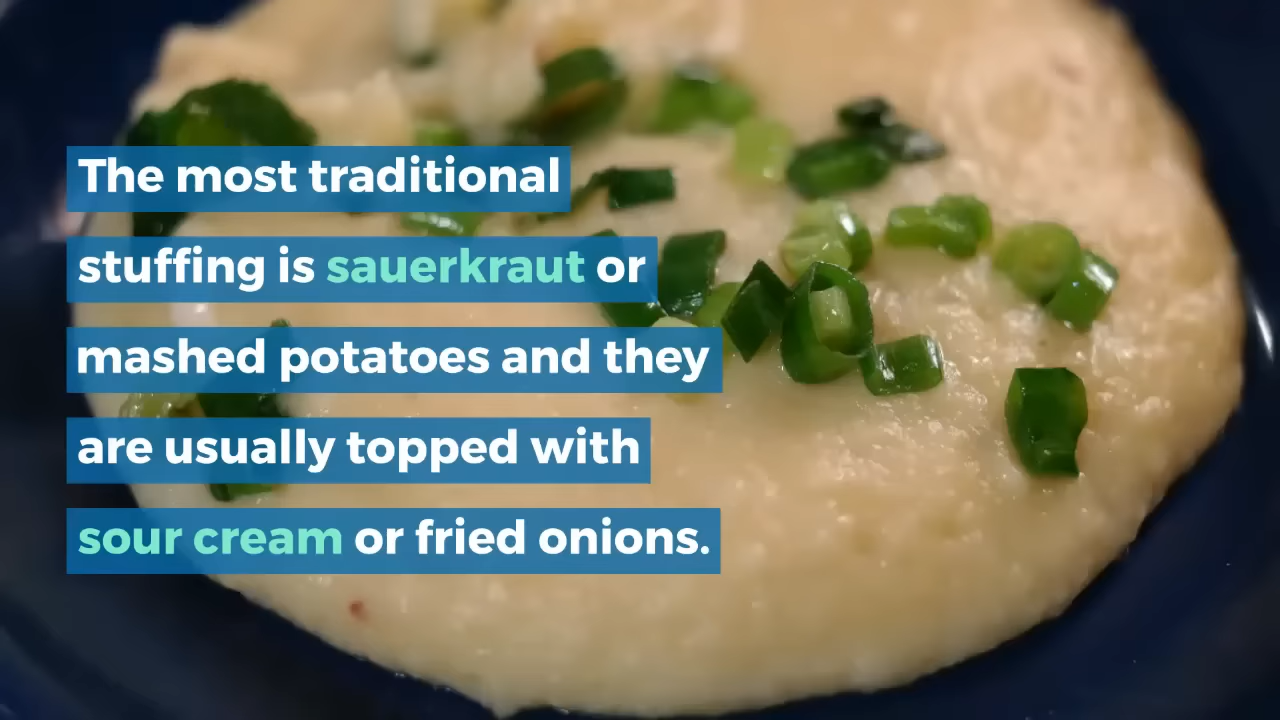 The most traditional
stuffing is sauerkraut or
mashed potatoes and they
are usually topped with
sour cream or fried onions.